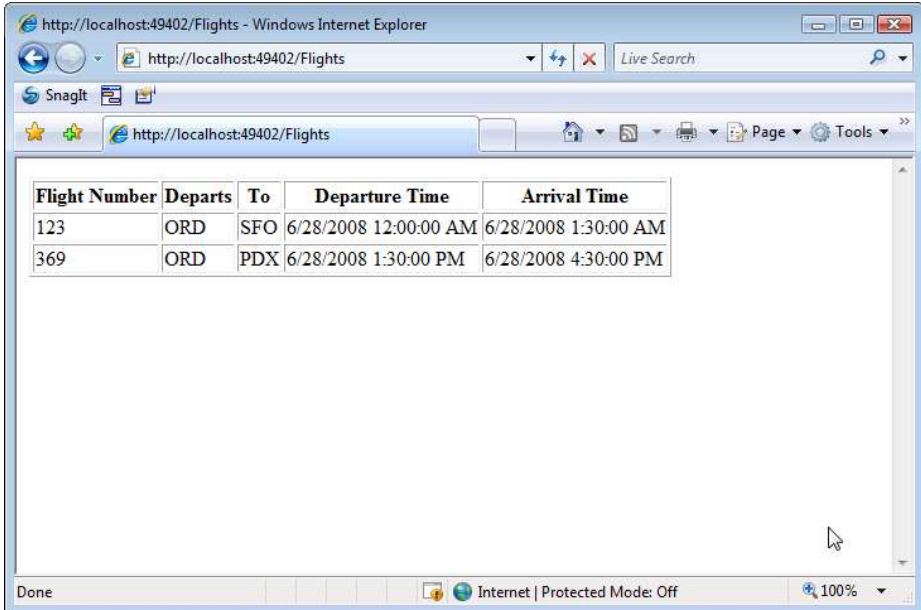 http://localhost:49402/Flights - Windows Internet Explorer
http://localhost:49402/Flights Live Search
SnagIt
http://localhost:49402/Flights Page Tools
Flight Number Departs To Departure Time Arrival Time
123 ORD SFO 6/28/2008 12:00:00 AM 6/28/2008 1:30:00 AM
369 ORD PDX 6/28/2008 1:30:00 PM 6/28/2008 4:30:00 PM
Done Internet | Protected Mode: Off 100%